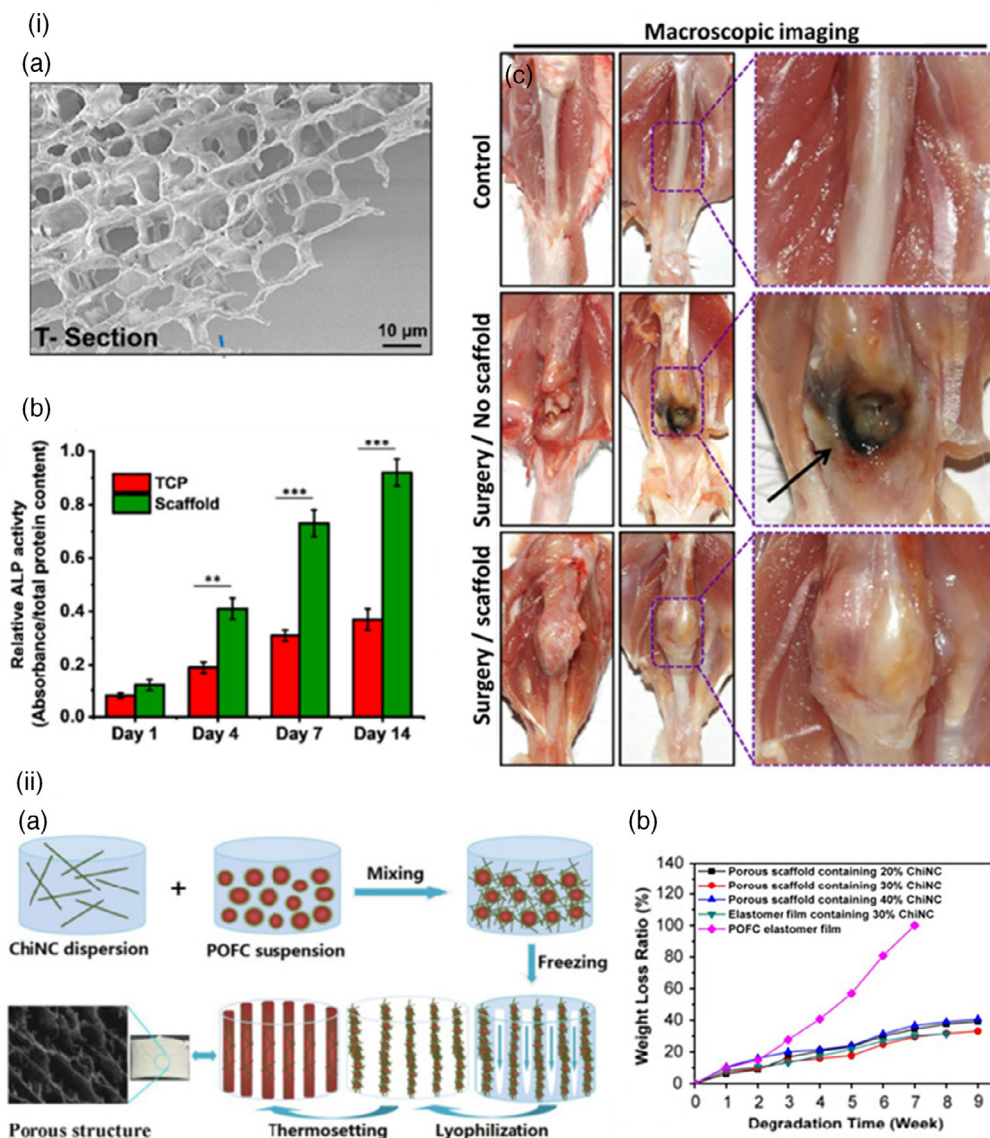 (i)
(a)
T- Section
10 µm
(b)
Relative ALP activty
(Absorbance/total protein content)
1.0
0.8
0.6
0.4
0.2
0.0
TCP
Scaffold
**
***
***
Day 1
Day 4
Day 7
Day 14
Macroscopic imaging
(c)
Control
Surgery / No scaffold
Surgery / scaffold
(ii)
(a)
ChiNC dispersion
+
POFC suspension
Mixing
Freezing
Lyophilization
Thermosetting
Porous structure
(b)
Weight Loss Ratio (%)
140
120
100
80
60
40
20
0
Porous scaffold containing 20% ChiNC
Porous scaffold containing 30% ChiNC
Porous scaffold containing 40% ChiNC
Elastomer film containing 30% ChiNC
POFC elastomer film
0 1 2 3 4 5 6 7 8 9
Degradation Time (Week)